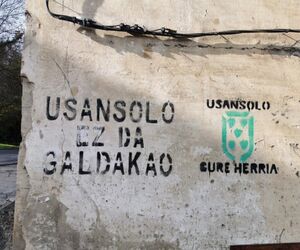 USANSOLO
EZ DA
GALDAKAO
USANSOLO
GURE HERRIA